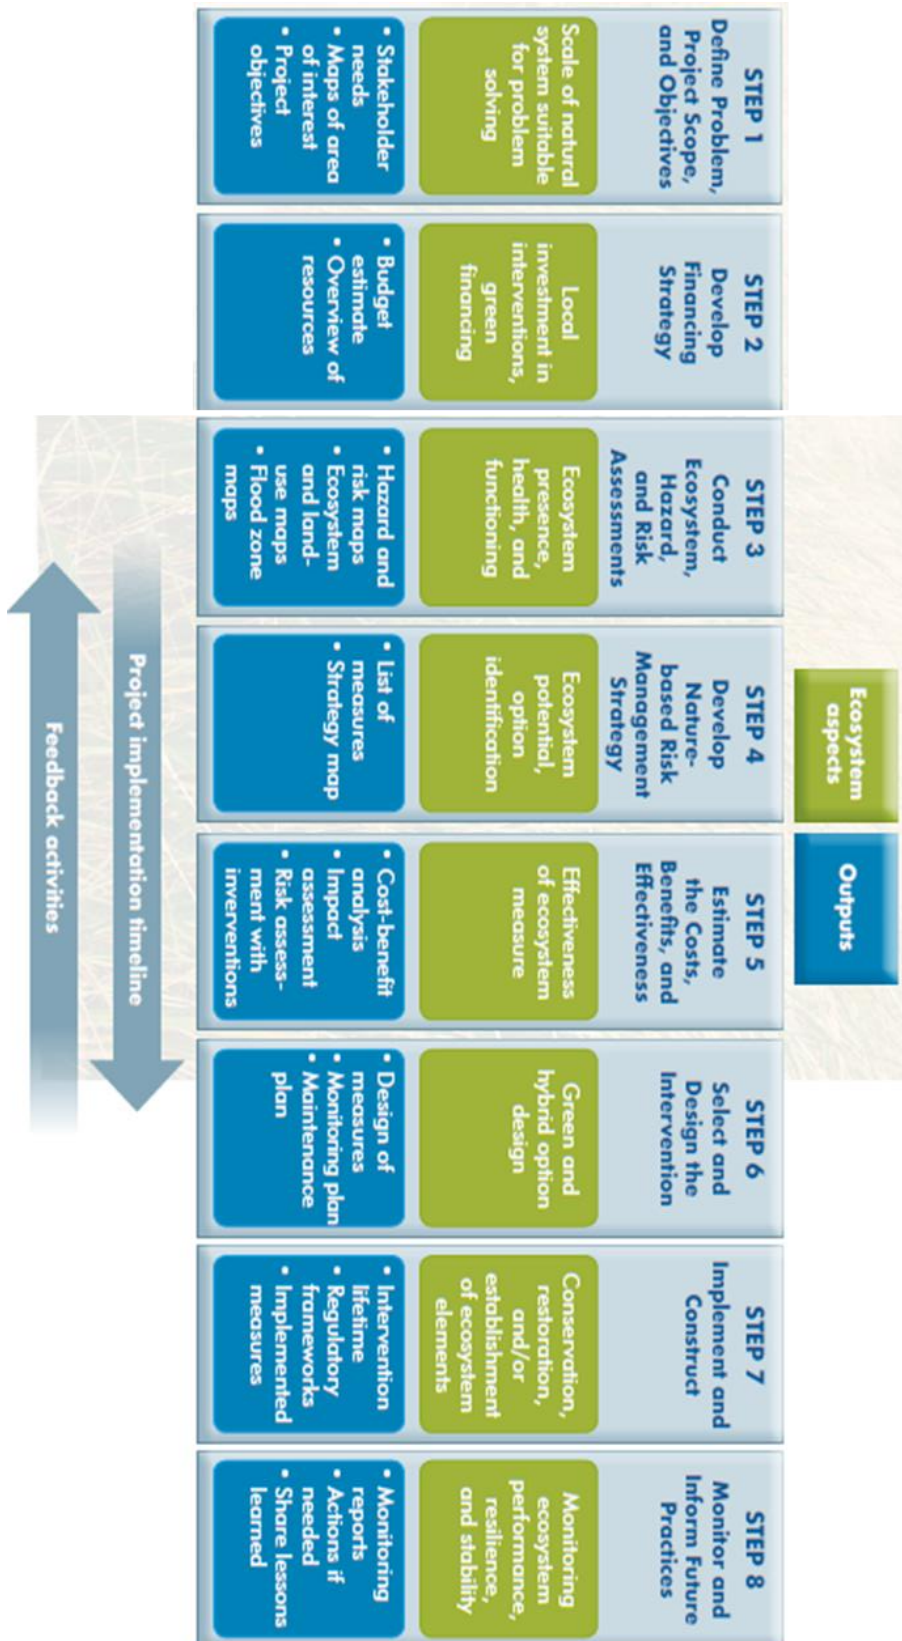 Ecosystem
aspects
Outputs
STEP 1
Define Problem,
Project Scope,
and Objectives
Scale of natural
system suitable
for problem
solving
• Stakeholder
needs
• Maps of area
of interest
• Project
objectives
STEP 2
Develop
Financing
Strategy
Local
investment in
interventions,
green
financing
• Budget
estimate
• Overview of
resources
STEP 3
Conduct
Ecosystem,
Hazard,
and Risk
Assessments
Ecosystem
presence,
health, and
functioning
• Hazard and
risk maps
• Ecosystem
and land-
use maps
• Flood zone
maps
STEP 4
Develop
Nature-
based Risk
Management
Strategy
Ecosystem
potential,
option
identification
• List of
measures
• Strategy map
STEP 5
Estimate
the Costs,
Benefits, and
Effectiveness
Effectiveness
of ecosystem
measure
• Cost-benefit
analysis
• Impact
assessment
• Risk assess-
ment with
inverventions
STEP 6
Select and
Design the
Intervention
Green and
hybrid option
design
• Design of
measures
• Monitoring plan
• Maintenance
plan
STEP 7
Implement and
Construct
Conservation,
restoration,
and/or
establishment
of ecosystem
elements
• Intervention
lifetime
• Regulatory
frameworks
• Implemented
measures
STEP 8
Monitor and
Inform Future
Practices
Monitoring
ecosystem
performance,
resilience,
and stability
• Monitoring
reports
• Actions if
needed
• Share lessons
learned
Project implementation timeline
Feedback activities